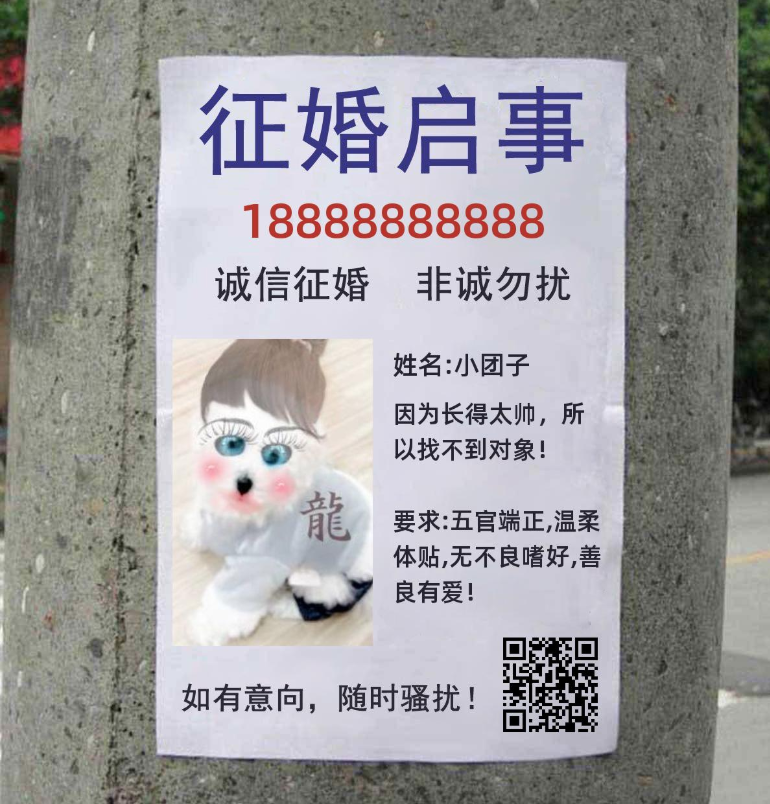 征婚启事
18888888888
诚信征婚 非诚勿扰
姓名:小团子
因为长得太帅，所
以找不到对象!
龍
要求:五官端正,温柔
体贴,无不良嗜好,善
良有爱!
如有意向，随时骚扰!